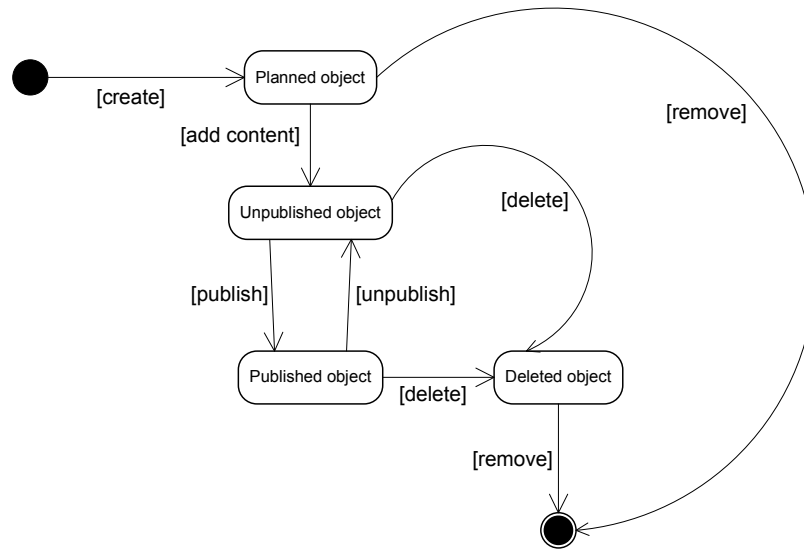 Planned object
[create]
[remove]
[add content]
Unpublished object
[delete]
[publish]
[unpublish]
Published object
Deleted object
[delete]
[remove]